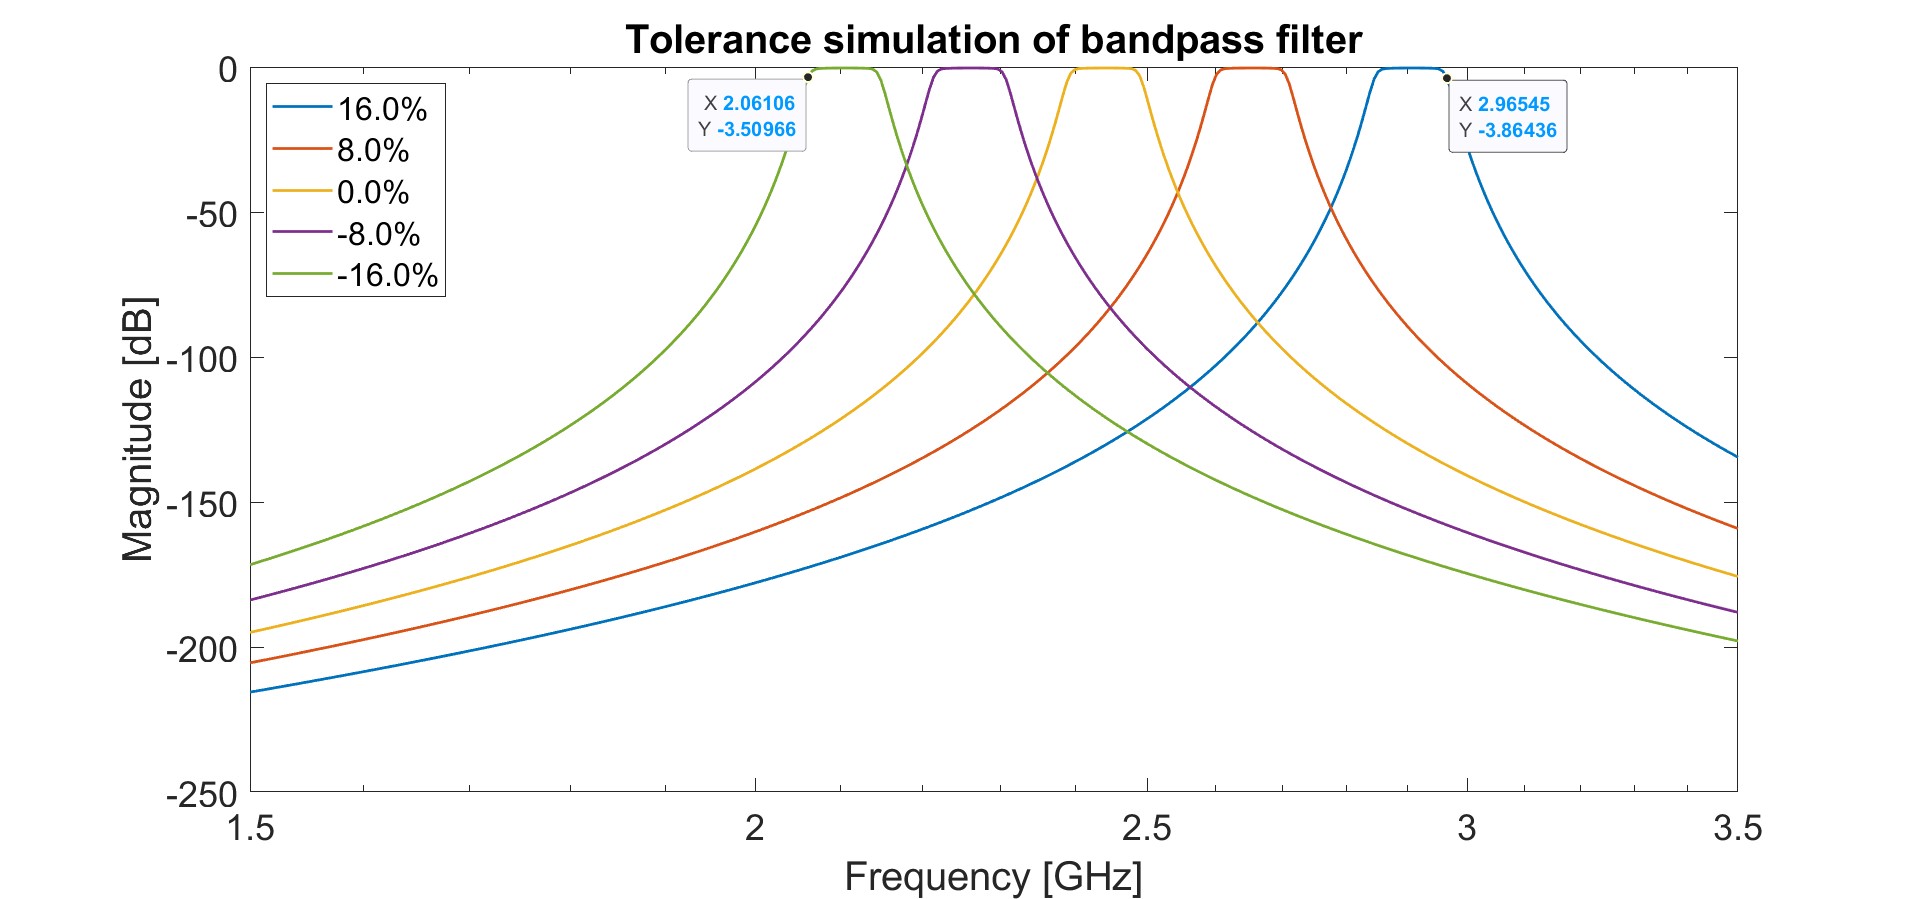 Tolerance simulation of bandpass filter
0
-50
-100
-150
-200
-250
Magnitude [dB]
16.0%
8.0%
0.0%
-8.0%
-16.0%
X 2.06106
Y -3.50966
X 2.96545
Y -3.86436
1.5
2
2.5
3
3.5
Frequency [GHz]